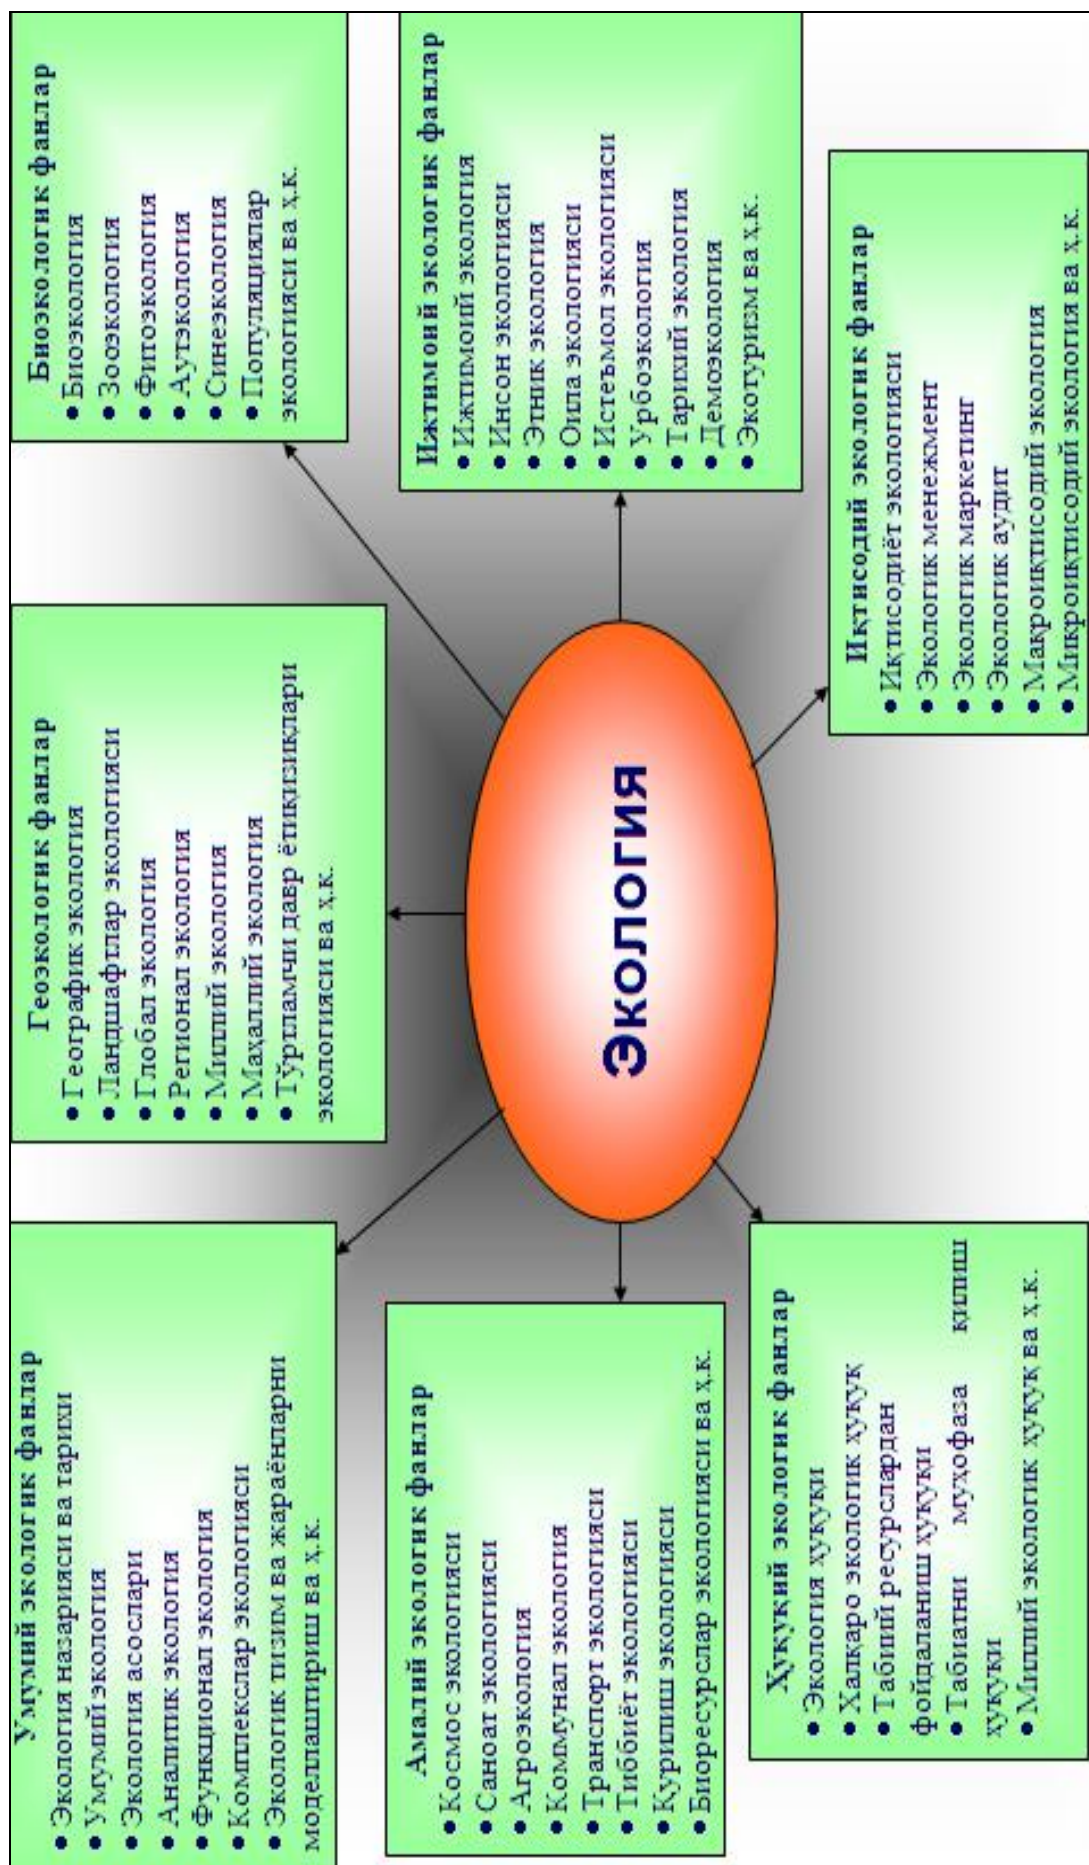 Умумий экологик фанлар
• Экология назарияси ва тарихи
• Умумий экология
• Экология асослари
• Аналитик экология
• Функционал экология
• Комплекслар экологияси
• Экологик тизим ва жараёнларни
моделлаштириш ва ҳ.к.
Геоэкологик фанлар
• Географик экология
• Ландшафтлар экологияси
• Глобал экология
• Регионал экология
• Миллий экология
• Маҳаллий экология
• Тўртламчи давр ётқизиқлари
экологияси ва ҳ.к.
Биоэкологик фанлар
• Биоэкология
• Зооэкология
• Фитоэкология
• Аутэкология
• Синеэкология
• Популяциялар
экологияси ва ҳ.к.
Экология
Амалий экологик фанлар
• Космос экологияси
• Саноат экологияси
• Агроэкология
• Коммунал экология
• Транспорт экологияси
• Тиббиёт экологияси
• Қурилиш экологияси
• Биоресурслар экологияси ва ҳ.к.
Ижтимоий экологик фанлар
• Ижтимоий экология
• Инсон экологияси
• Этник экология
• Оила экологияси
• Истеъмол экологияси
• Урбоэкология
• Тарихий экология
• Демоэкология
• Экотуризм ва ҳ.к.
Ҳуқуқий экологик фанлар
• Экология ҳуқуқи
• Халқаро экологик ҳуқуқ
• Табиий ресурслардан
фойдаланиш ҳуқуқи
• Табиатни муҳофаза қилиш
ҳуқуқи
• Миллий экологик ҳуқуқ ва ҳ.к.
Иқтисодий экологик фанлар
• Иқтисодиёт экологияси
• Экологик менежмент
• Экологик маркетинг
• Экологик аудит
• Макроиқтисодий экология
• Микроиқтисодий экология ва ҳ.к.